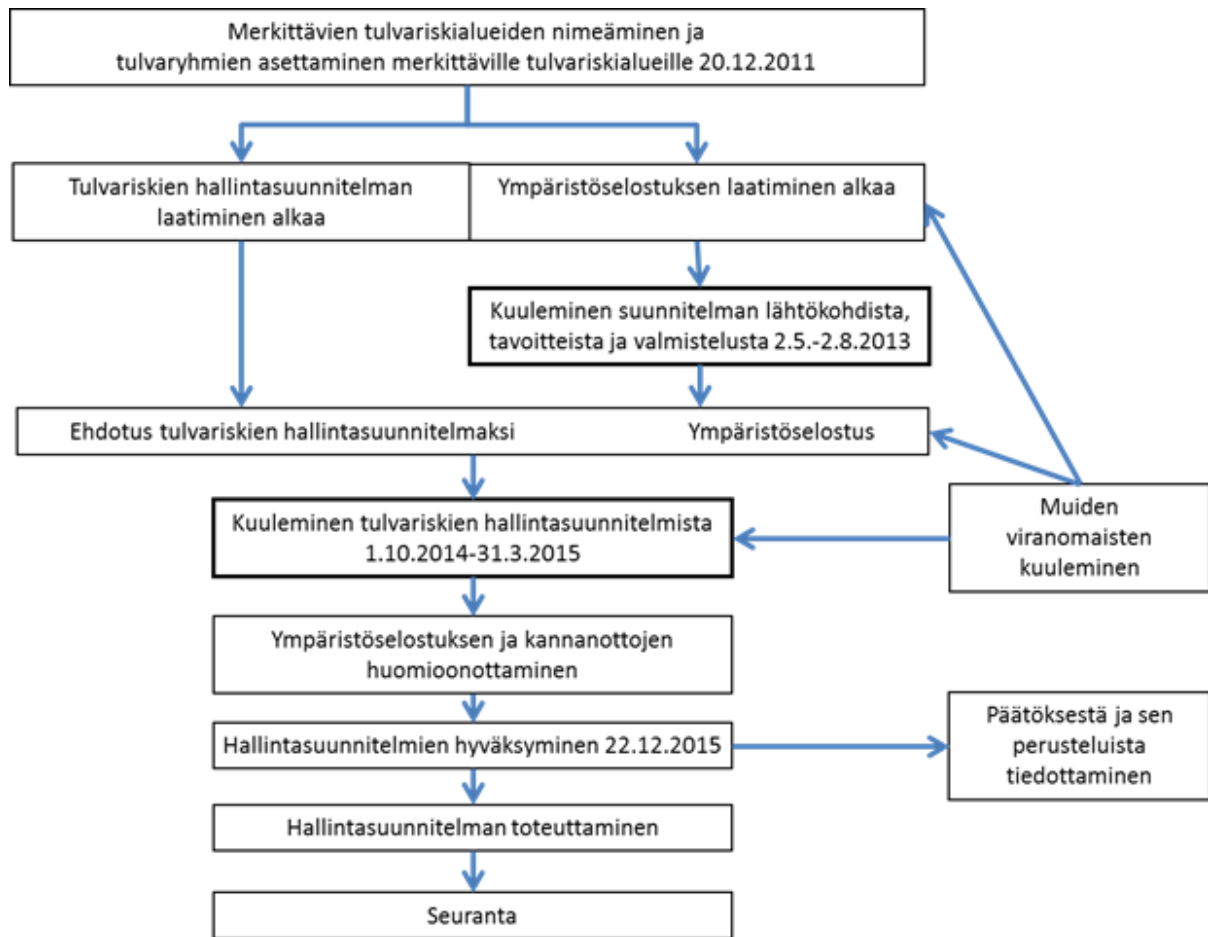 Merkittävien tulvariskialueiden nimeäminen ja
tulvaryhmien asettaminen merkittäville tulvariskialueille 20.12.2011
Tulvariskien hallintasuunnitelman
laatiminen alkaa
Ympäristöselostuksen laatiminen alkaa
Kuuleminen suunnitelman lähtökohdista,
tavoitteista ja valmistelusta 2.5.-2.8.2013
Ehdotus tulvariskien hallintasuunnitelmaksi
Ympäristöselostus
Kuuleminen tulvariskien hallintasuunnitelmista
1.10.2014-31.3.2015
Muiden
viranomaisten
kuuleminen
Ympäristöselostuksen ja kannanottojen
huomioonottaminen
Hallintasuunnitelmien hyväksyminen 22.12.2015
Päätöksestä ja sen
perusteluista
tiedottaminen
Hallintasuunnitelman toteuttaminen
Seuranta